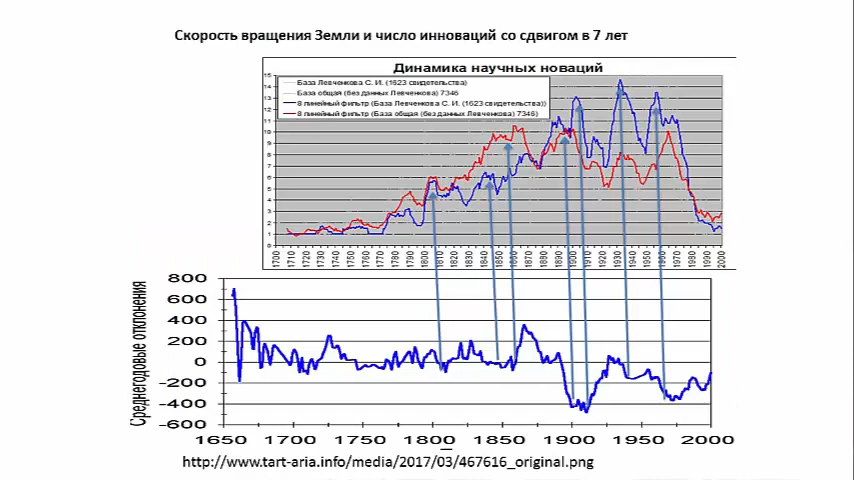 Скорость вращения Земли и число инноваций со сдвигом в 7 лет
Динамика научных новаций
База Левченкова С. И. (1623 свидетельства)
База общая (без данных Левченкова) 7346
8 линейный фильтр (База Левченкова С. И. (1623 свидетельства))
8 линейный фильтр (База общая (без данных Левченкова) 7346)
15
14
13
12
11
10
9
8
7
6
5
4
3
2
1
0
1700 1710 1720 1730 1740 1750 1760 1770 1780 1790 1800 1810 1820 1830 1840 1850 1860 1870 1880 1890 1900 1910 1920 1930 1940 1950 1960 1970 1980 1990 2000
Среднегодовые отклонения
800
600
400
200
0
-200
-400
-600
1650 1700 1750 1800 1850 1900 1950 2000
http://www.tart-aria.info/media/2017/03/467616_original.png